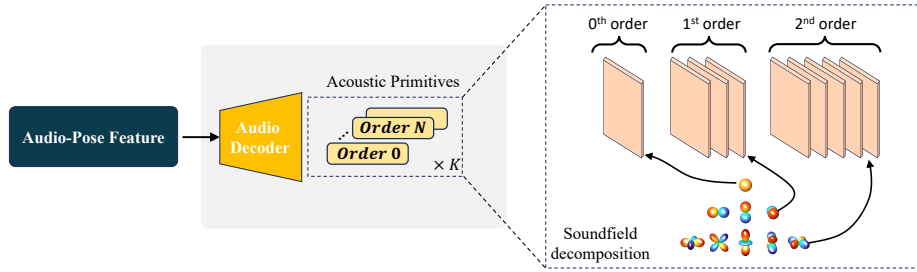 Audio-Pose Feature
Audio
Decoder
Acoustic Primitives
Order N
Order 0
× K
0th order
1st order
2nd order
Soundfield
decomposition